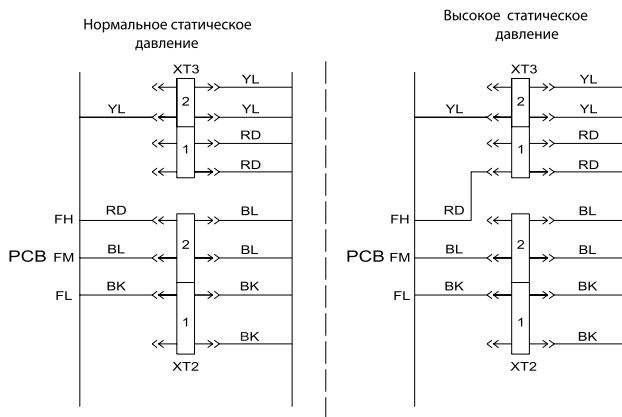 Нормальное статическое
давление
XT3
YL
YL
2
YL
RD
1
RD
FH
RD
BL
2
PCB FM
BL
BL
FL
BK
BK
1
BK
XT2
Высокое статическое
давление
XT3
YL
YL
2
YL
RD
1
RD
FH
RD
BL
2
PCB FM
BL
BL
FL
BK
BK
1
BK
XT2